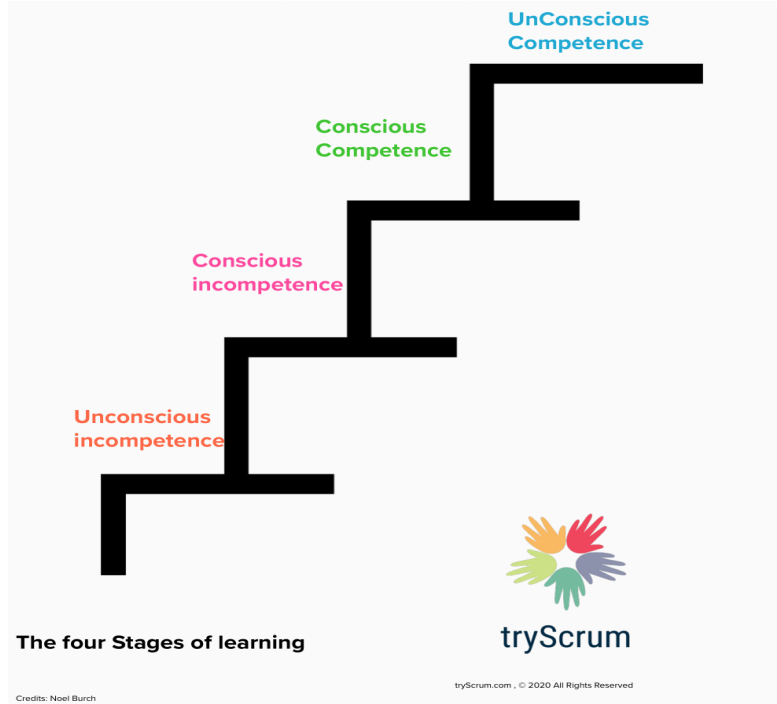 UnConscious
Competence
Conscious
Competence
Conscious
incompetence
Unconscious
incompetence
The four Stages of learning
tryScrum
tryScrum.com , © 2020 All Rights Reserved
Credits: Noel Burch